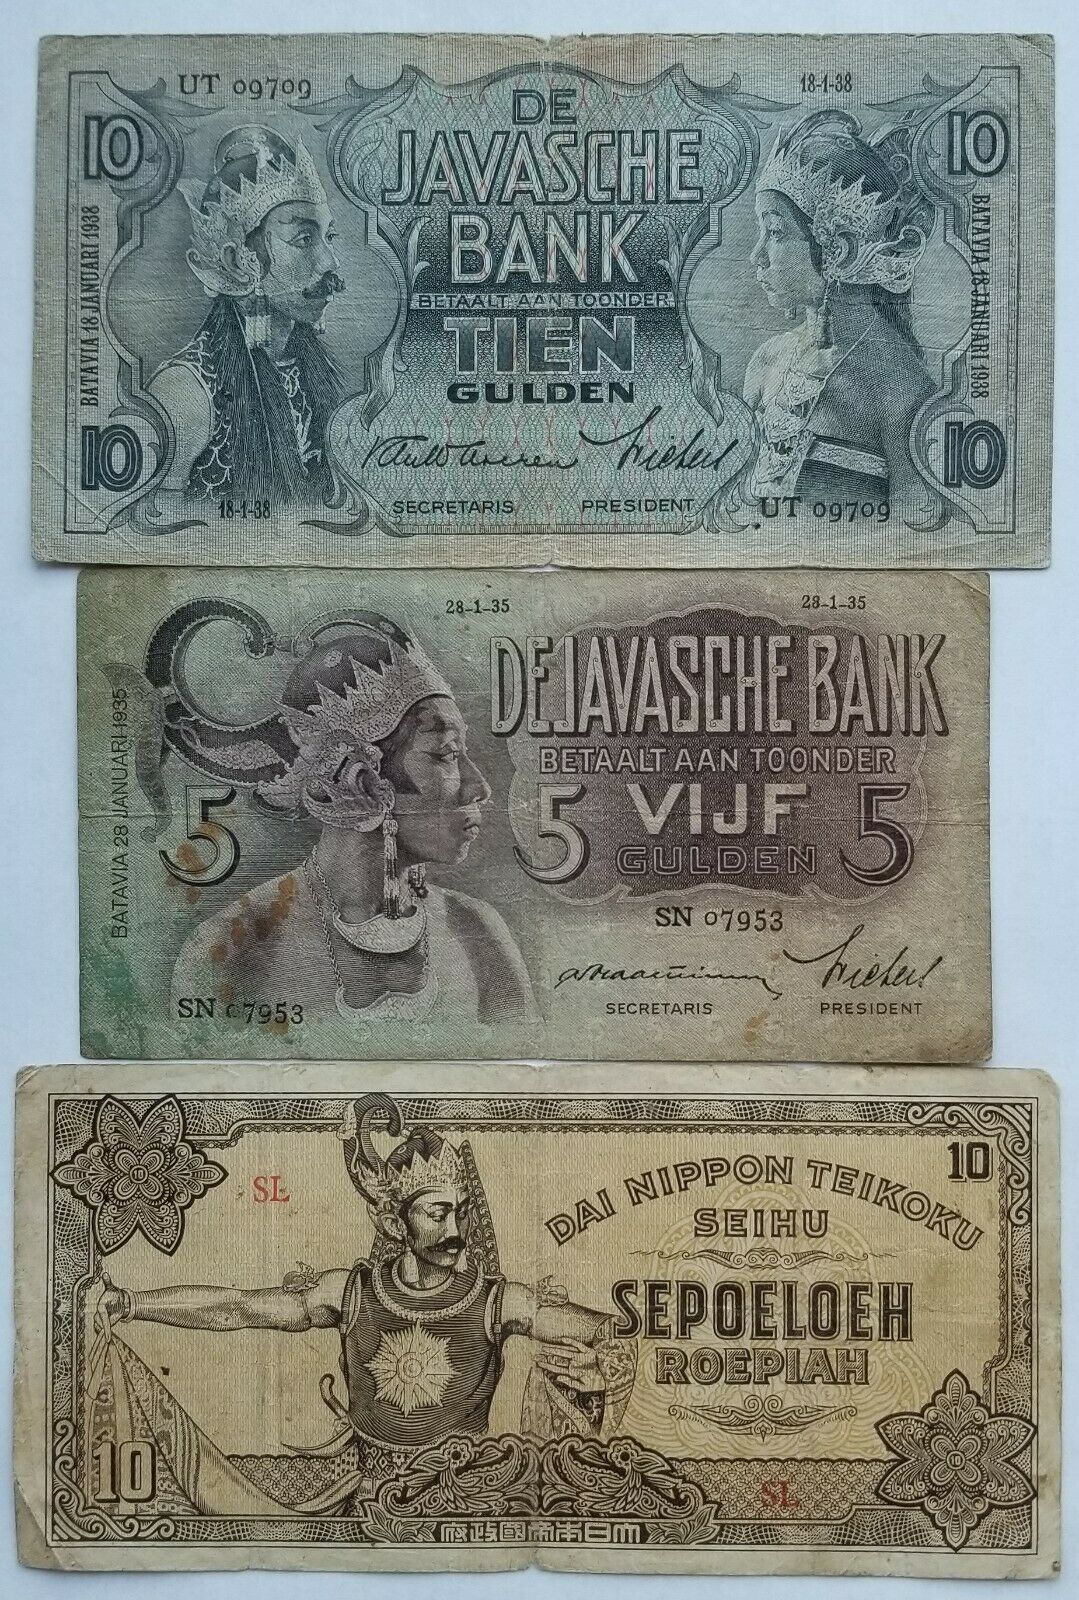 UT 09709
18-1-38
10
10
DE
JAVASCHE
BANK
BETAALT AAN TOONDER
TIEN
GULDEN
BATAVIA 18 JANUARI 1938
BATAVIA 18 JANUARI 1938
10
10
18-1-38
SECRETARIS
PRESIDENT
UT 09709
28-1-35
28-1-35
DE JAVASCHE BANK
BETAALT AAN TOONDER
5
5
VIJF
5
GULDEN
BATAVIA 28 JANUARI 1935
SN 07953
SN 07953
SECRETARIS
PRESIDENT
10
SL
DAI NIPPON TEIKOKU
SEIHU
SEPOELOEH
ROEPIAH
10
SL
府政國帝本日大